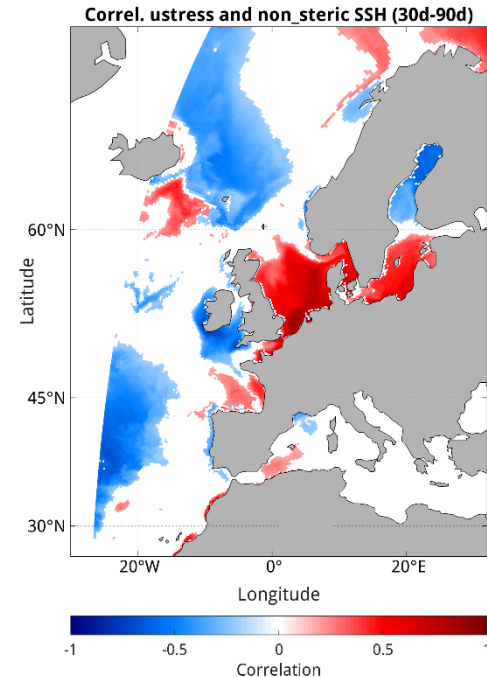 Correl. ustress and non_steric SSH (30d-90d)
60°N
45°N
30°N
Latitude
20°W 0° 20°E
Longitude
-1 -0.5 0 0.5 1
Correlation